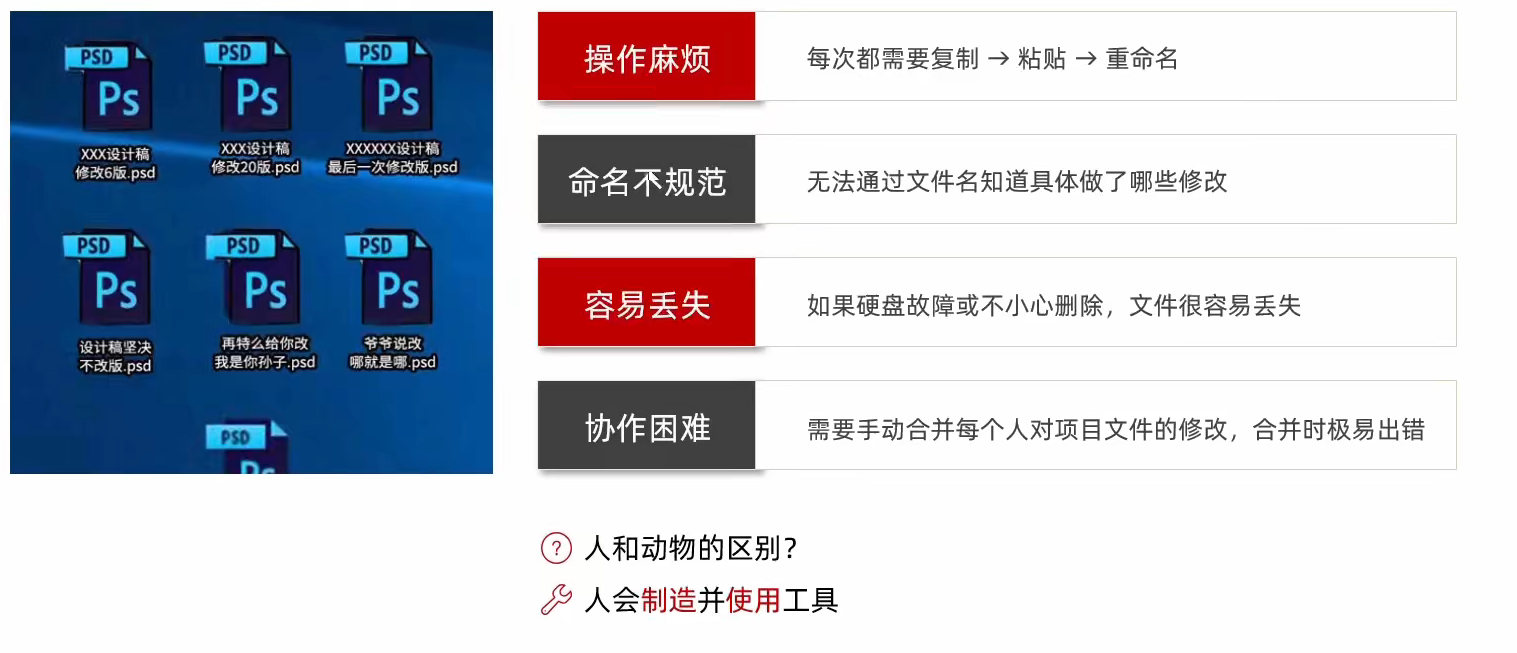 PSD
Ps
XXX设计稿
修改6版.psd
PSD
Ps
XXX设计稿
修改20版.psd
PSD
Ps
XXXXXX设计稿
最后一次修改版.psd
PSD
Ps
设计稿坚决
不改版.psd
PSD
Ps
再特么给你改
我是你孙子.psd
PSD
Ps
爷爷说改
哪就是哪.psd
PSD
Ps
操作麻烦
每次都需要复制 → 粘贴 → 重命名
命名不规范
无法通过文件名知道具体做了哪些修改
容易丢失
如果硬盘故障或不小心删除，文件很容易丢失
协作困难
需要手动合并每个人对项目文件的修改，合并时极易出错
? 人和动物的区别？
人会制造并使用工具